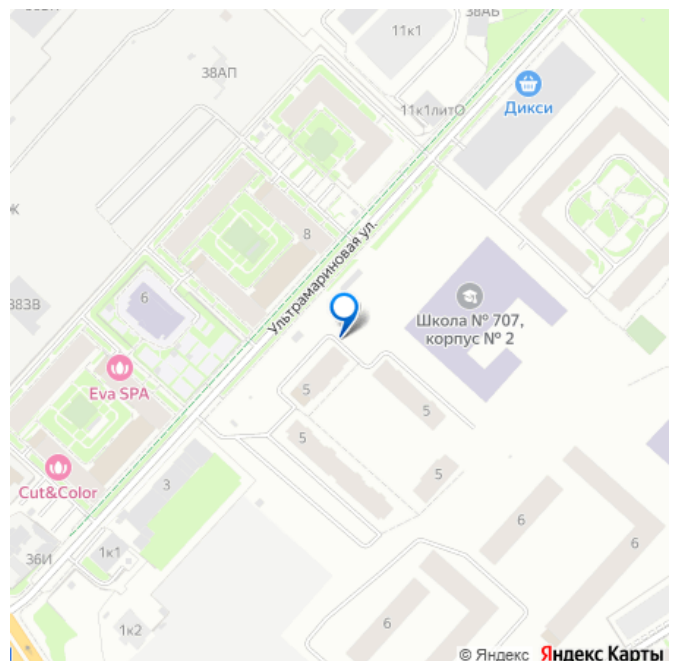 38АБ
11к1
38АП
Дикси
11к1литО
8
Ультрамариновая ул.
6
383В
Школа № 707,
корпус № 2
Eva SPA
5
5
5
5
Cut&Color
3
6
6
36И
1к1
6
1к2
© Яндекс Яндекс Карты